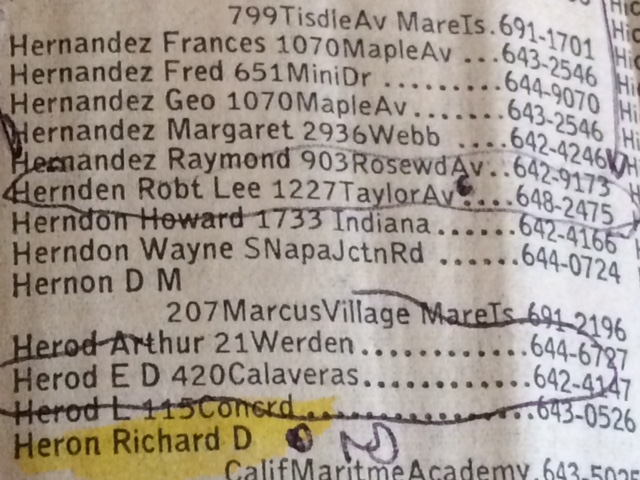 799TisdleAv MareIs.691-1701
Hernandez Frances 1070MapleAv ...643-2546
Hernandez Fred 651MiniDr ........644-9070
Hernandez Geo 1070MapleAv.......643-2546
Hernandez Margaret 2936Webb ....642-4246
Hernandez Raymond 903RosewdAv..642-9173
Hernden Robt Lee 1227TaylorAv....648-2475
Herndon Howard 1733 Indiana......642-4166
Herndon Wayne SNapaJctnRd ......644-0724
Hernon D M
207MarcusVillage MareIs 691-2196
Herod Arthur 21Werden............
Herod E D 420Calaveras............642-4147
Herod L 115Concrd................643-0526
Heron Richard D
CalifMaritmeAcademy.643-5025